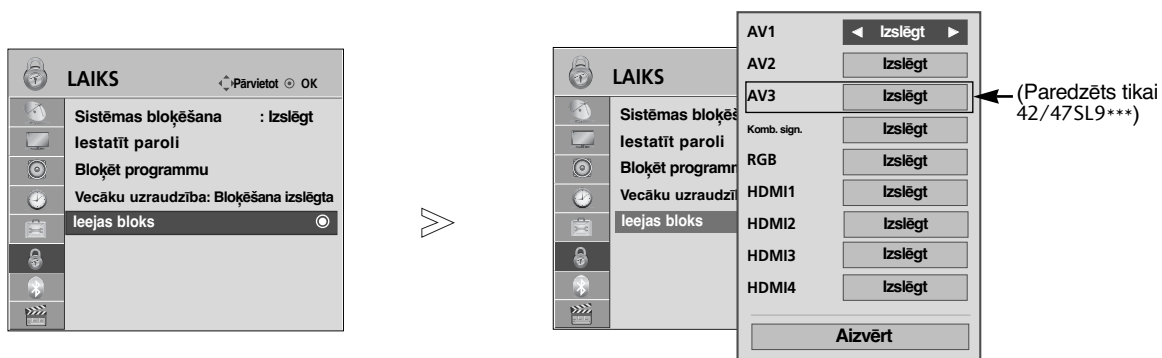 LAIKS
Pārvietot
OK
Sistēmas bloķēšana : Izslēgt
Iestatīt paroli
Bloķēt programmu
Vecāku uzraudzība: Bloķēšana izslēgta
Ieejas bloks
LAIKS
Sistēmas bloķēš
Iestatīt paroli
Bloķēt programm
Vecāku uzraudzīl
Ieejas bloks
AV1 ◄ Izslēgt ►
AV2 Izslēgt
AV3 Izslēgt
Komb. sign. Izslēgt
RGB Izslēgt
HDMI1 Izslēgt
HDMI2 Izslēgt
HDMI3 Izslēgt
HDMI4 Izslēgt
Aizvērt
(Paredzēts tikai
42/47SL9***)